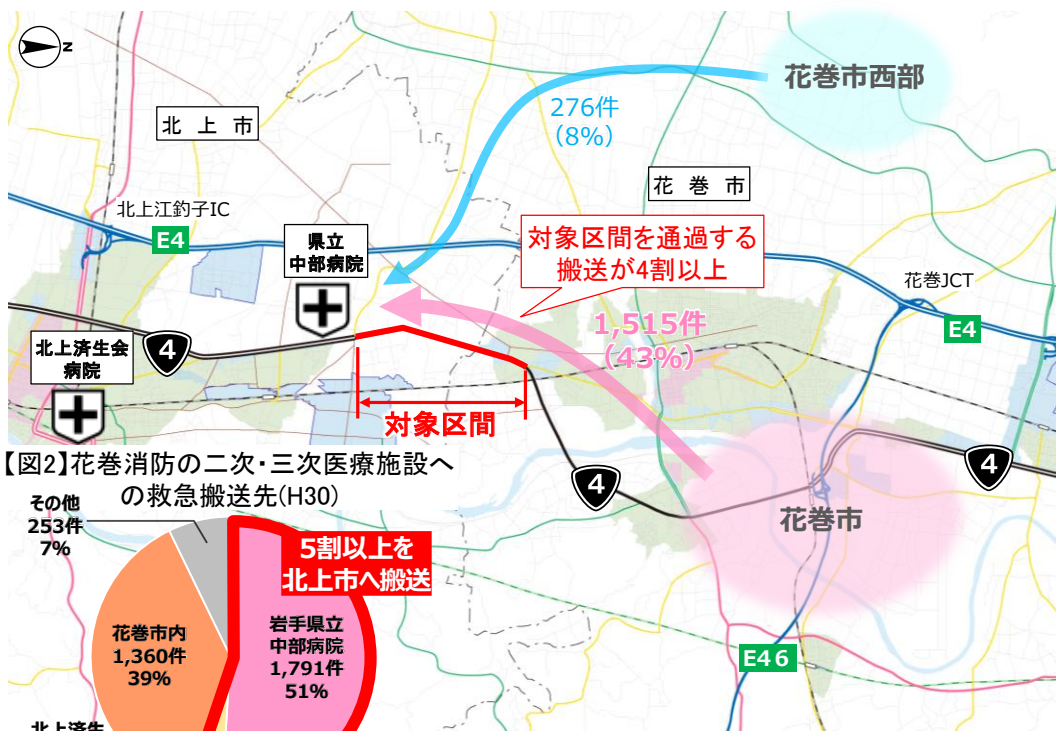 N
花巻市西部
276件
(8%)
北上市
花巻市
北上江釣子IC
E4
県立
中部病院
対象区間を通過する
搬送が4割以上
花巻JCT
E4
1,515件
(43%)
4
北上済生会
病院
対象区間
4
4
花巻市
【図2】花巻消防の二次・三次医療施設へ
の救急搬送先(H30)
その他
253件
7%
5割以上を
北上市へ搬送
花巻市内
1,360件
39%
岩手県立
中部病院
1,791件
51%
E46
北上済生